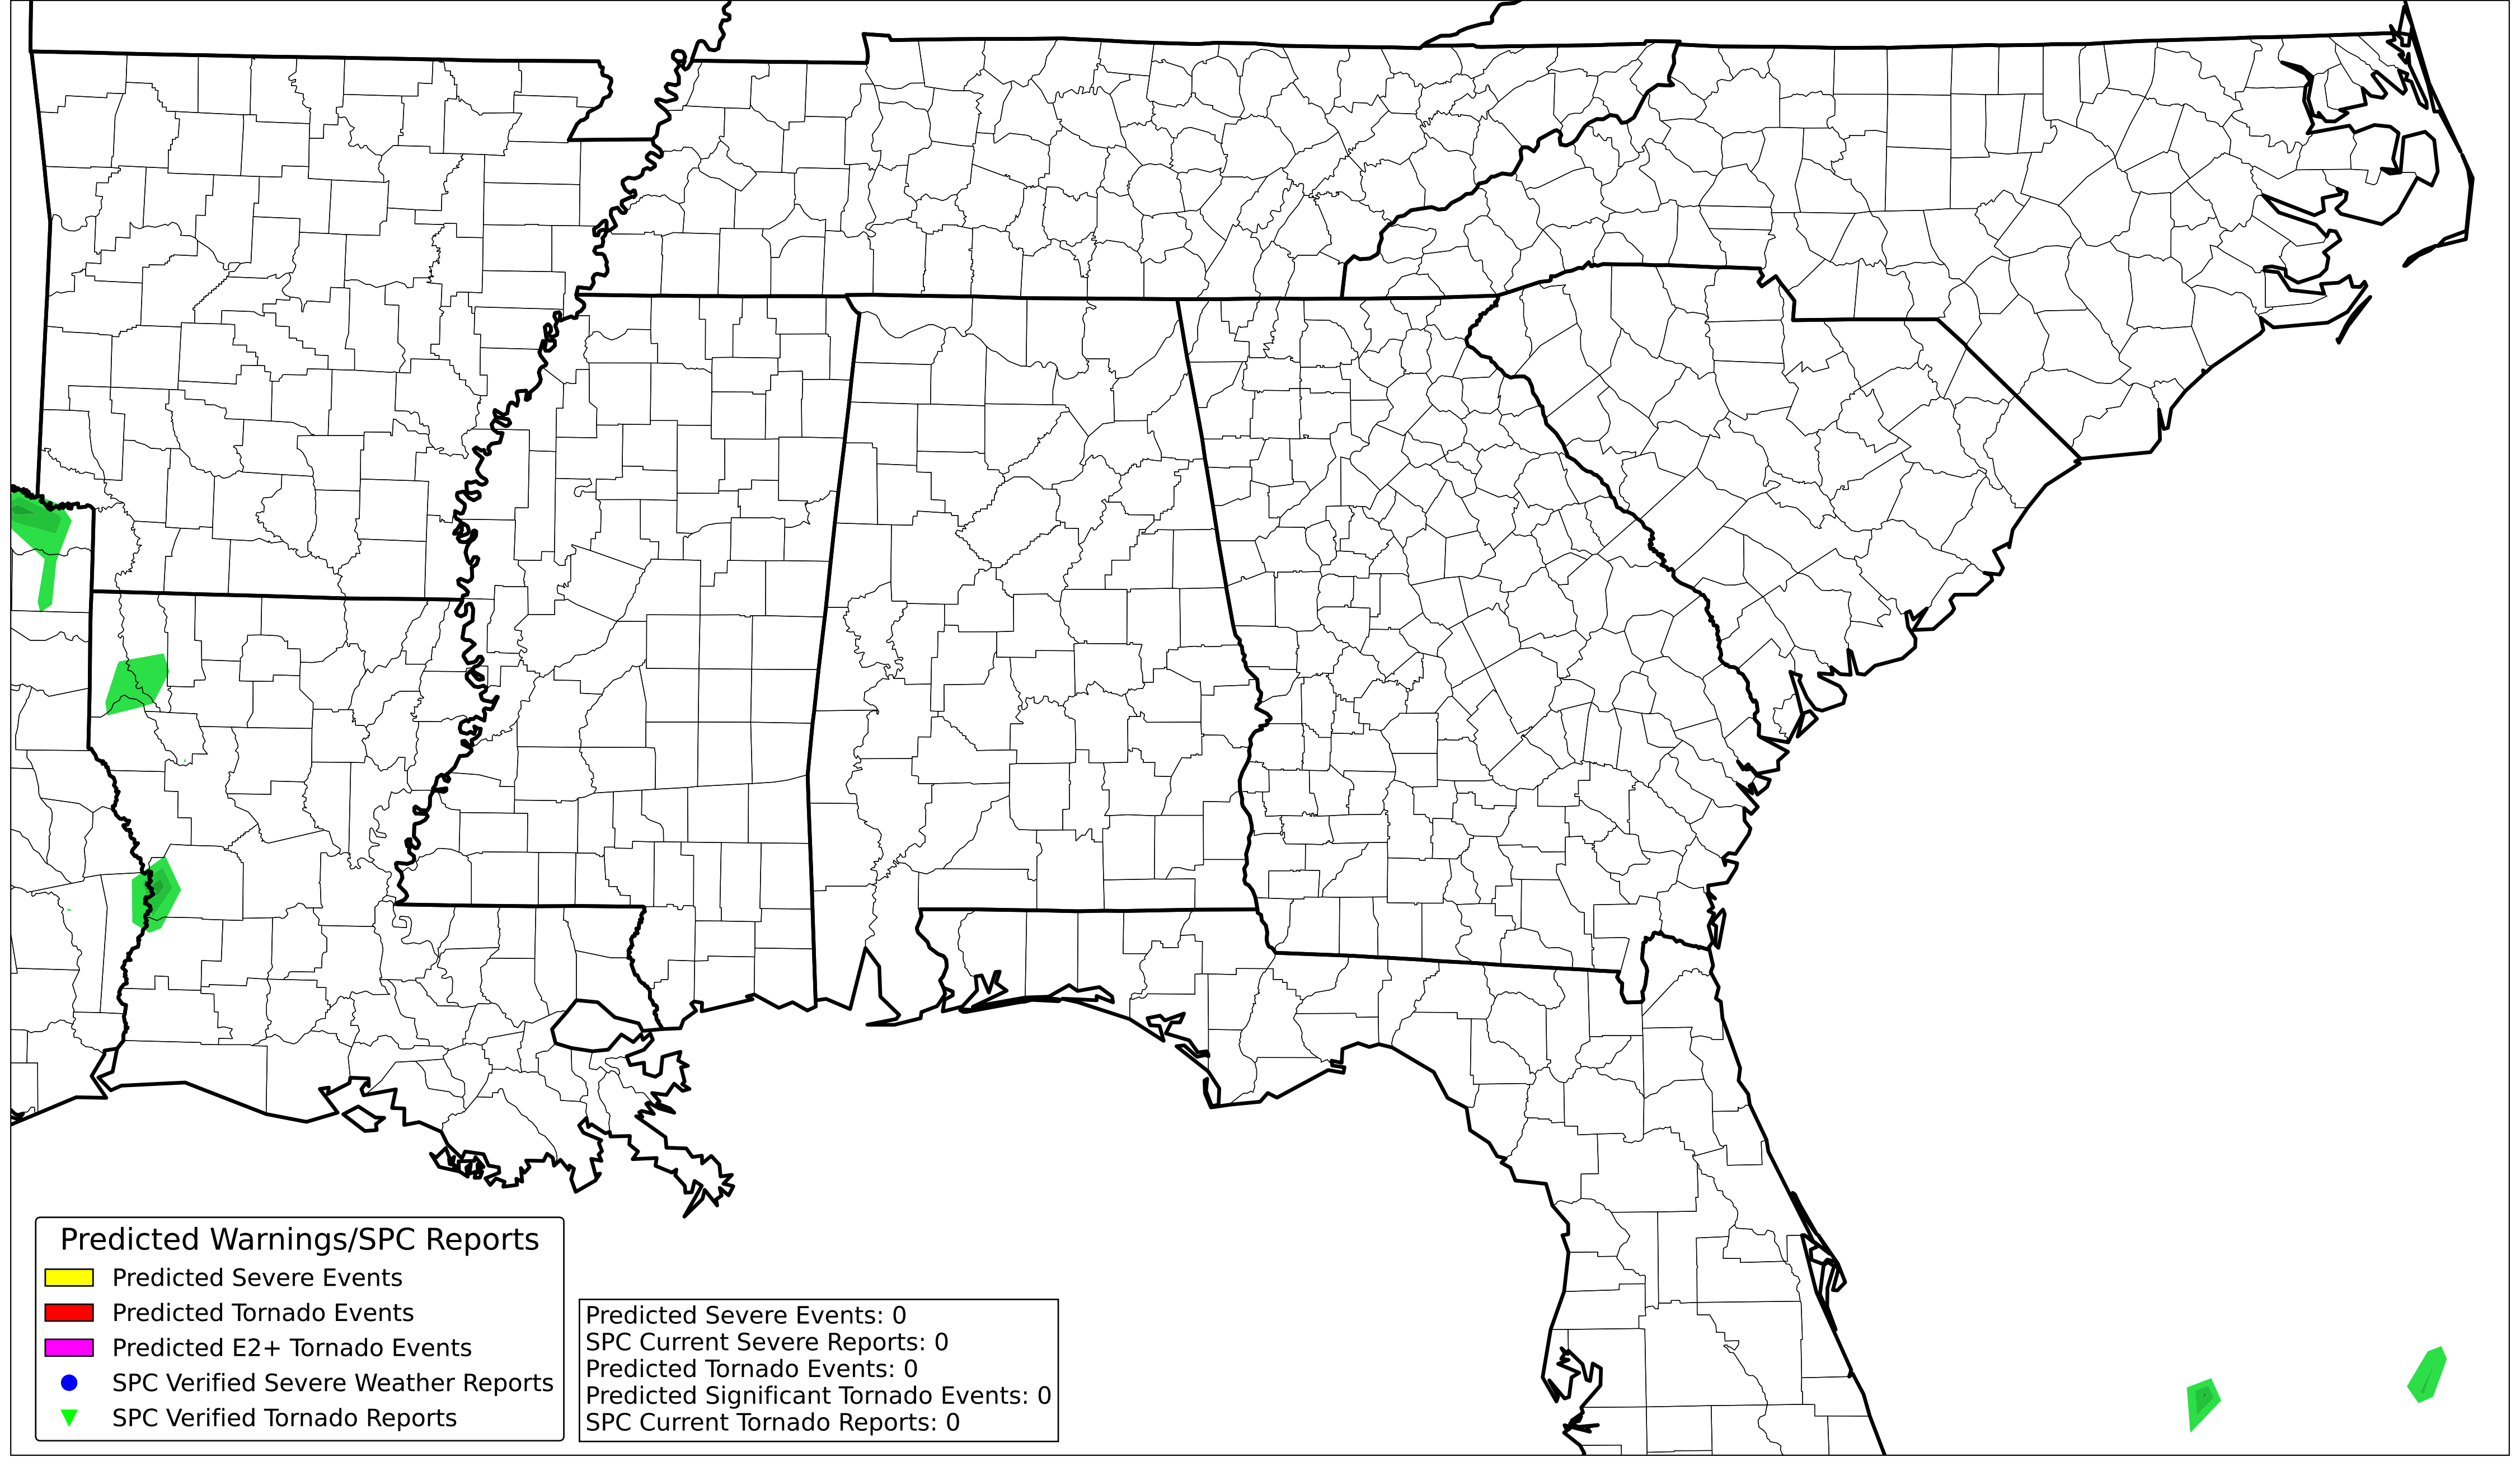 Predicted Warnings/SPC Reports
Predicted Severe Events
Predicted Tornado Events
Predicted E2+ Tornado Events
SPC Verified Severe Weather Reports
SPC Verified Tornado Reports
Predicted Severe Events: 0
SPC Current Severe Reports: 0
Predicted Tornado Events: 0
Predicted Significant Tornado Events: 0
SPC Current Tornado Reports: 0